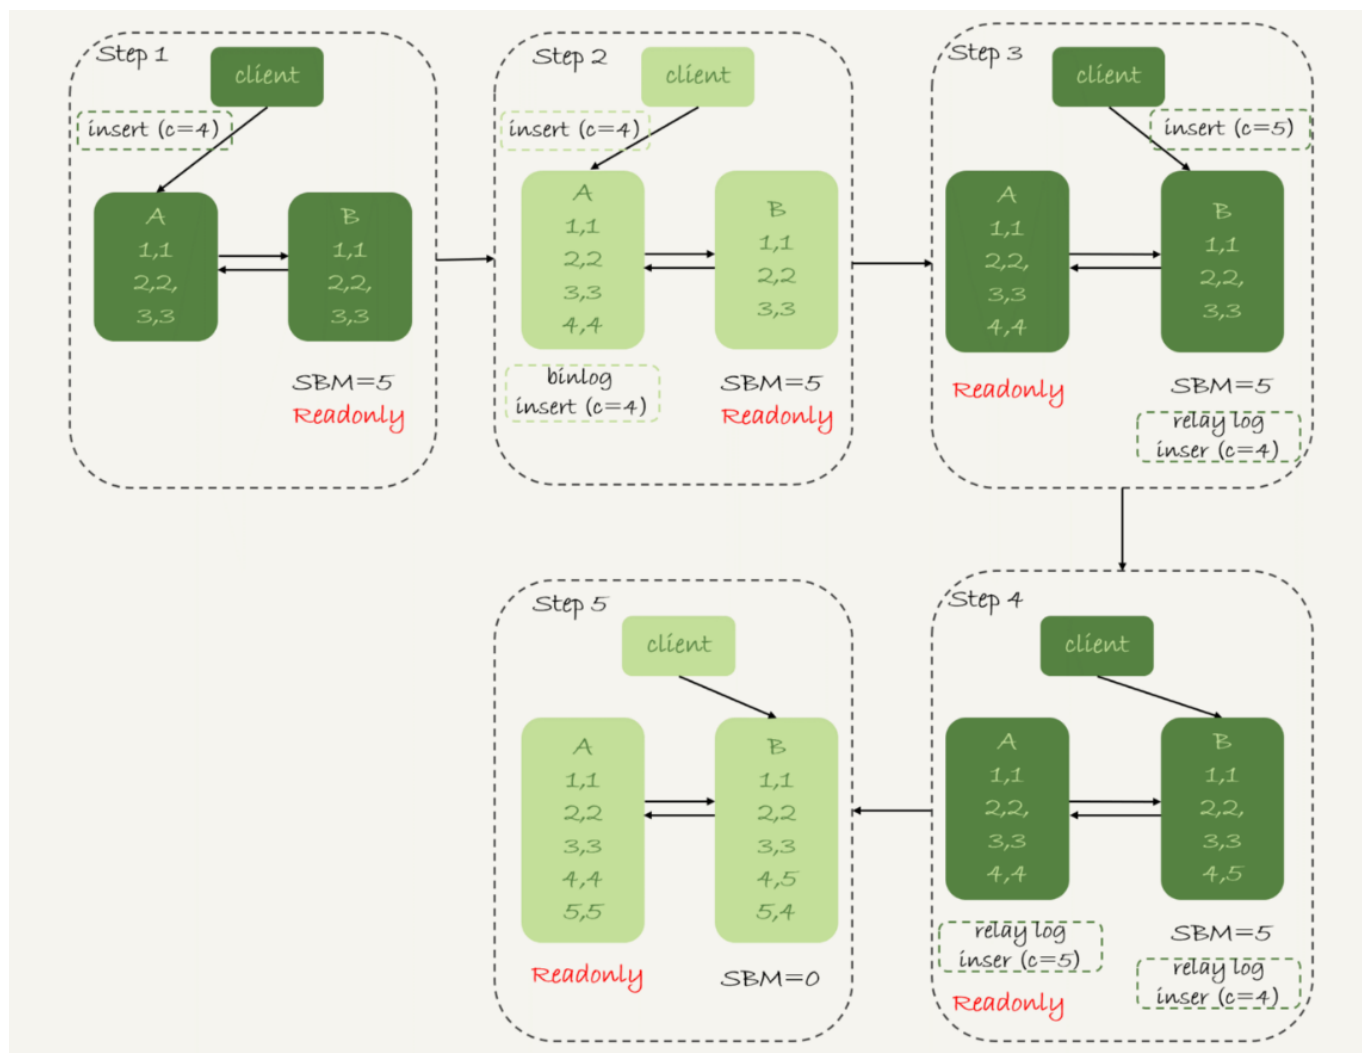 Step 1
client
insert (c=4)
A
1,1
2,2,
3,3
B
1,1
2,2,
3,3
SBM=5
Readonly
Step 2
client
insert (c=4)
A
1,1
2,2
3,3
4,4
B
1,1
2,2
3,3
binlog
insert (c=4)
SBM=5
Readonly
Step 3
client
insert (c=5)
A
1,1
2,2,
3,3
4,4
B
1,1
2,2,
3,3
Readonly
SBM=5
relay log
inser (c=4)
Step 4
client
A
1,1
2,2,
3,3
4,4
B
1,1
2,2,
3,3
4,5
relay log
inser (c=5)
Readonly
SBM=5
relay log
inser (c=4)
Step 5
client
A
1,1
2,2
3,3
4,4
5,5
B
1,1
2,2
3,3
4,5
5,4
Readonly
SBM=0